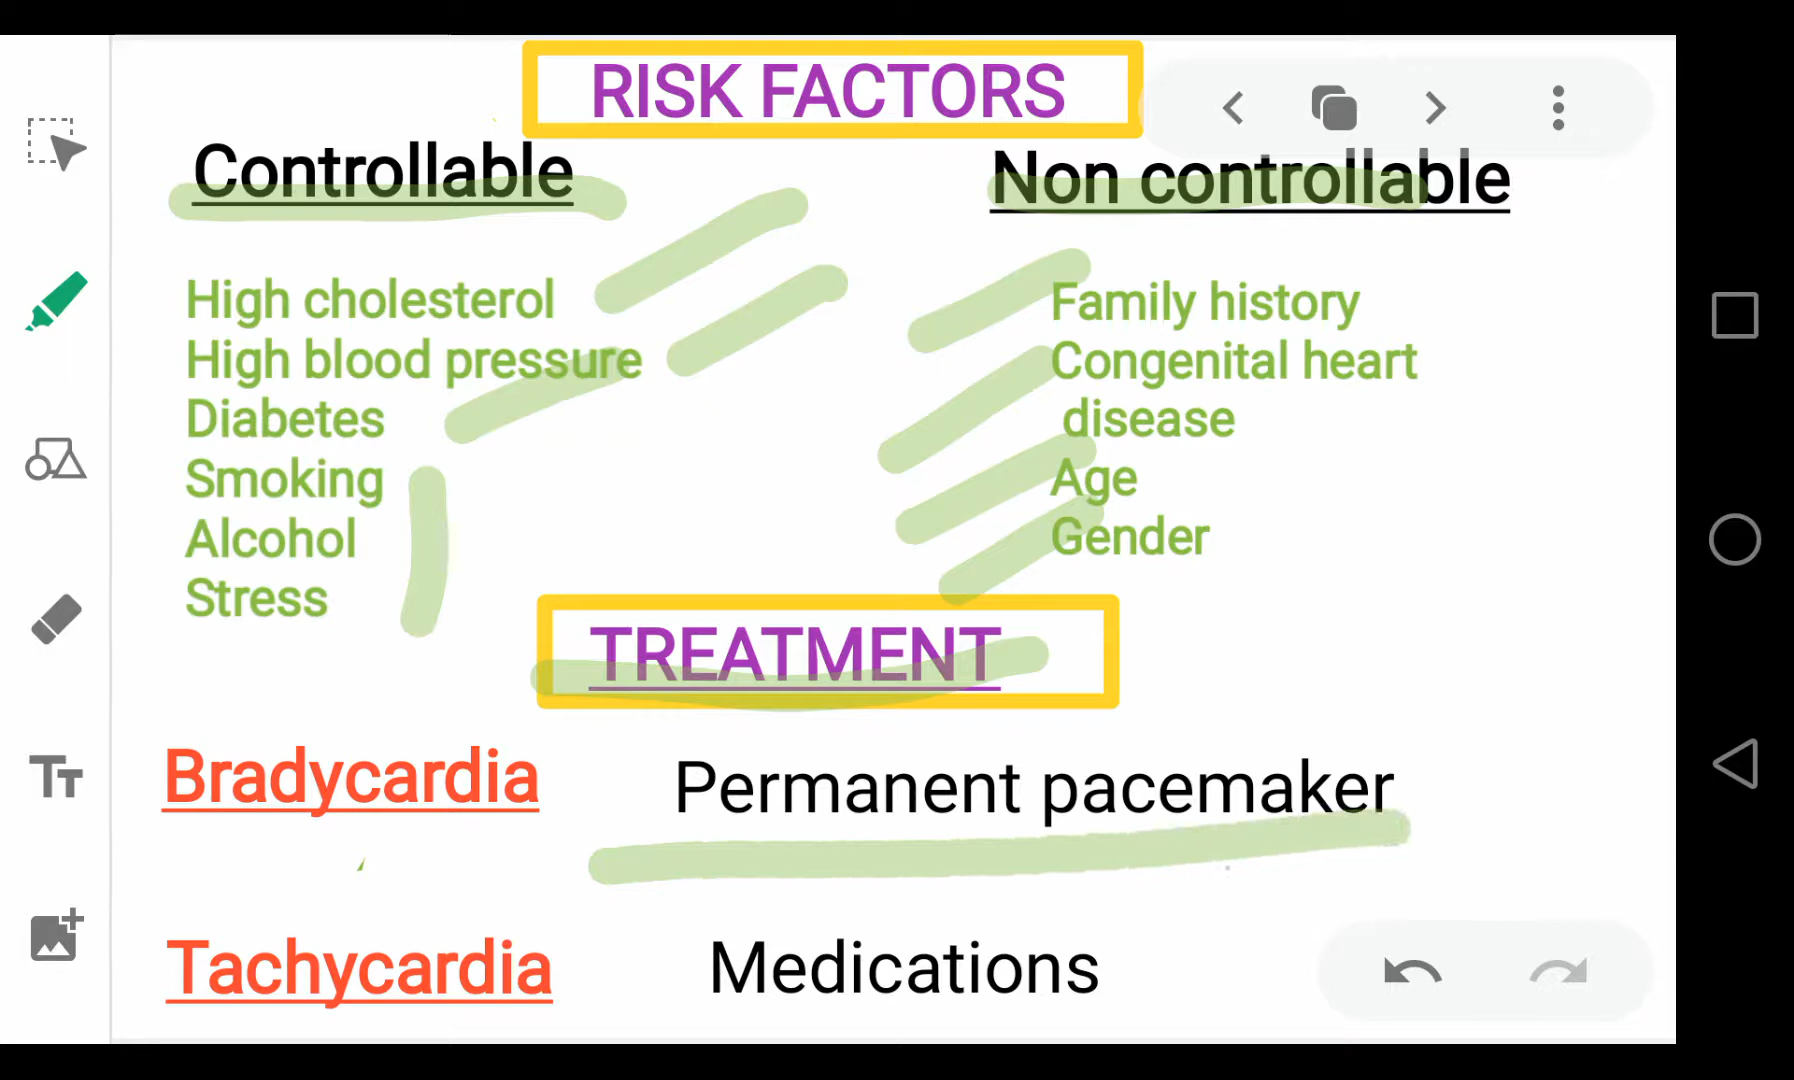 RISK FACTORS
Controllable
Non controllable
High cholesterol
High blood pressure
Diabetes
Smoking
Alcohol
Stress
Family history
Congenital heart
disease
Age
Gender
TREATMENT
Bradycardia
Permanent pacemaker
Tachycardia
Medications
TT